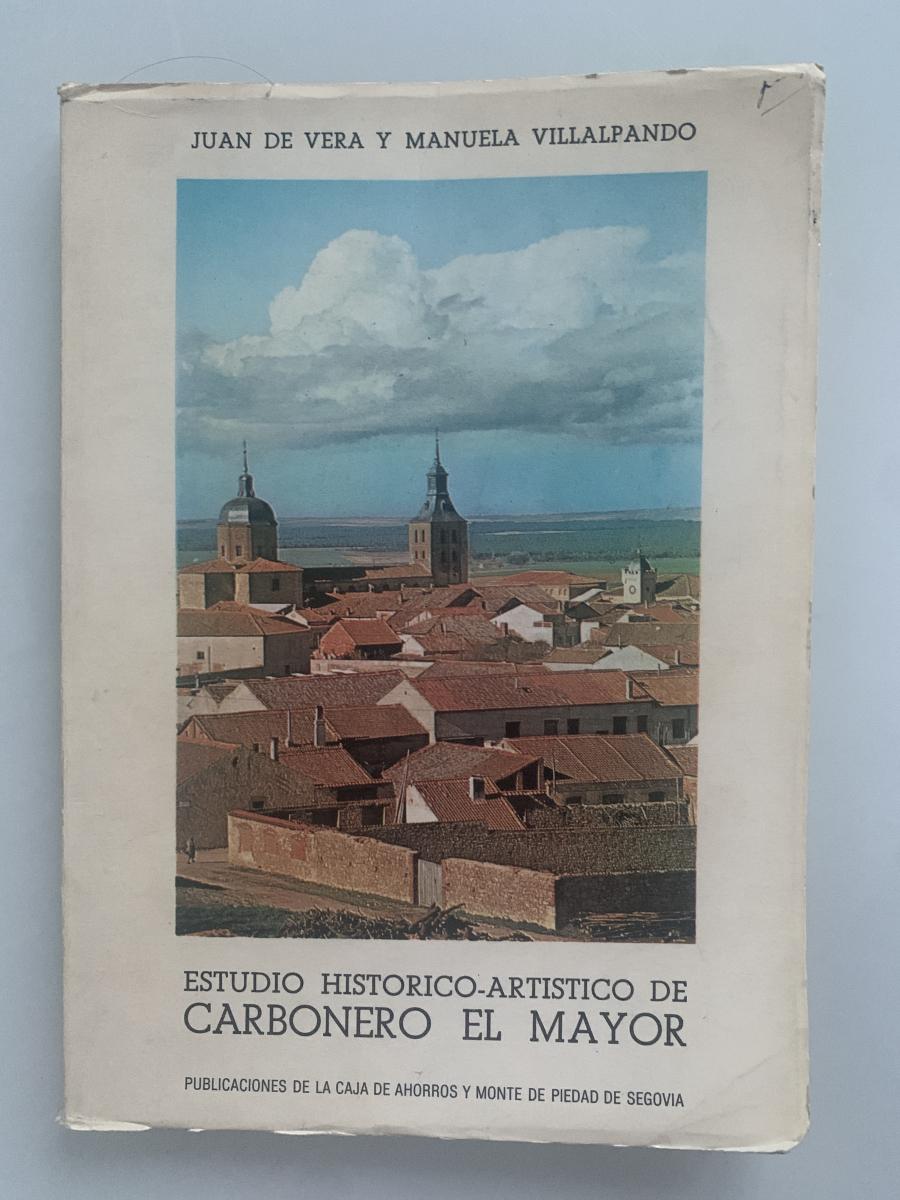 JUAN DE VERA Y MANUELA VILLALPANDO
ESTUDIO HISTORICO-ARTISTICO DE
CARBONERO EL MAYOR
PUBLICACIONES DE LA CAJA DE AHORROS Y MONTE DE PIEDAD DE SEGOVIA